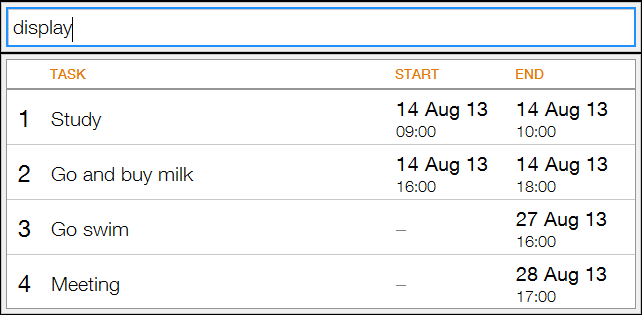 display
TASK START END
1 Study 14 Aug 13 14 Aug 13
09:00 10:00
2 Go and buy milk 14 Aug 13 14 Aug 13
16:00 18:00
3 Go swim – 27 Aug 13
16:00
4 Meeting – 28 Aug 13
17:00